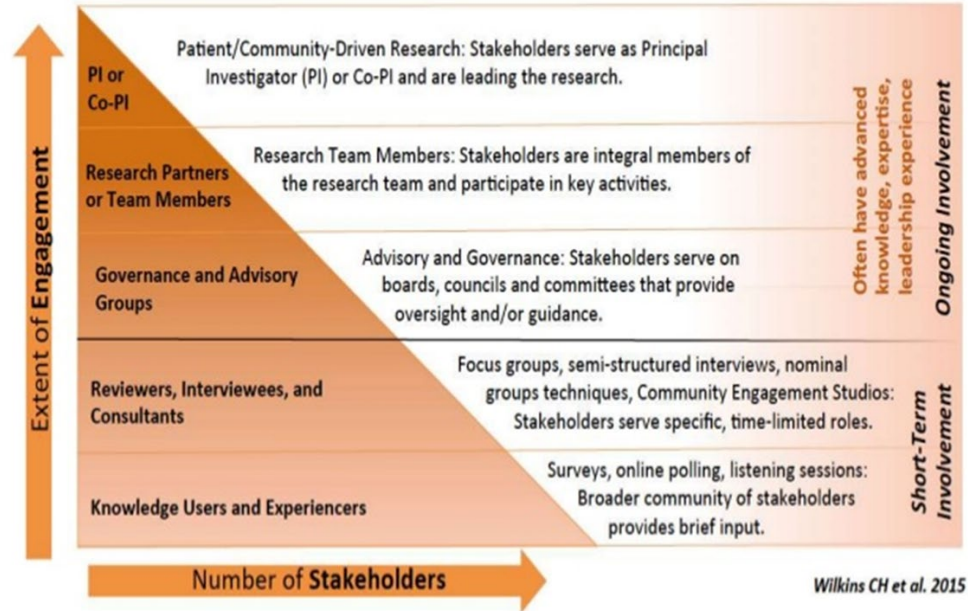 PI or
Co-PI
Patient/Community-Driven Research: Stakeholders serve as Principal
Investigator (PI) or Co-PI and are leading the research.
Research Partners
or Team Members
Research Team Members: Stakeholders are integral members of
the research team and participate in key activities.
Governance and Advisory
Groups
Advisory and Governance: Stakeholders serve on
boards, councils and committees that provide
oversight and/or guidance.
Often have advanced
knowledge, expertise,
leadership experience
Ongoing Involvement
Extent of Engagement
Reviewers, Interviewees, and
Consultants
Focus groups, semi-structured interviews, nominal
groups techniques, Community Engagement Studios:
Stakeholders serve specific, time-limited roles.
Knowledge Users and Experiencers
Surveys, online polling, listening sessions:
Broader community of stakeholders
provides brief input.
Short-Term
Involvement
Number of Stakeholders
Wilkins CH et al. 2015